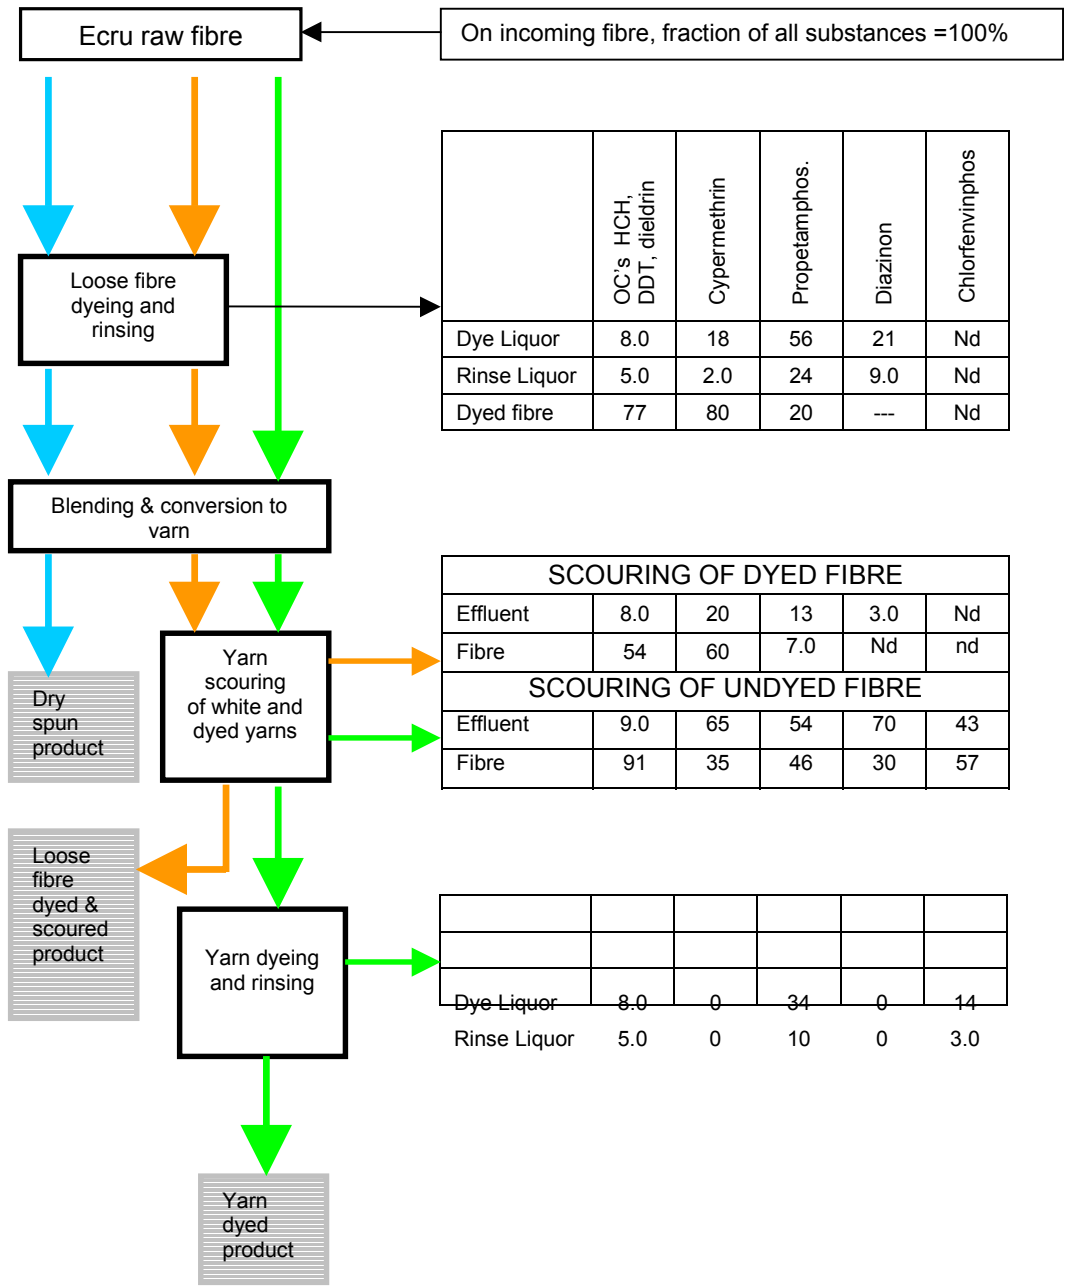 Ecru raw fibre
On incoming fibre, fraction of all substances =100%
OC's HCH,
DDT, dieldrin
Cypermethrin
Propetamphos.
Diazinon
Chlorfenvinphos
Loose fibre
dyeing and
rinsing
Dye Liquor 8.0 18 56 21 Nd
Rinse Liquor 5.0 2.0 24 9.0 Nd
Dyed fibre 77 80 20 --- Nd
Blending & conversion to
varn
SCOURING OF DYED FIBRE
Effluent 8.0 20 13 3.0 Nd
Fibre 54 60 7.0 Nd nd
SCOURING OF UNDYED FIBRE
Effluent 9.0 65 54 70 43
Fibre 91 35 46 30 57
Yarn
scouring
of white and
dyed yarns
Dry
spun
product
Loose
fibre
dyed &
scoured
product
Yarn dyeing
and rinsing
Dye Liquor 8.0 0 34 0 14
Rinse Liquor 5.0 0 10 0 3.0
Yarn
dyed
product